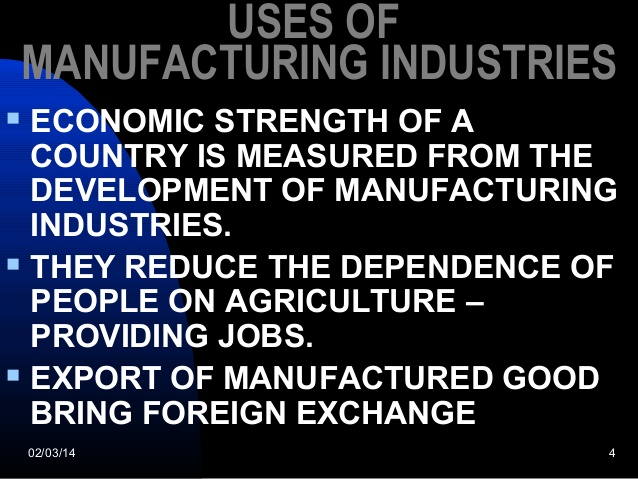 USES OF
MANUFACTURING INDUSTRIES
ECONOMIC STRENGTH OF A
COUNTRY IS MEASURED FROM THE
DEVELOPMENT OF MANUFACTURING
INDUSTRIES.
THEY REDUCE THE DEPENDENCE OF
PEOPLE ON AGRICULTURE –
PROVIDING JOBS.
EXPORT OF MANUFACTURED GOOD
BRING FOREIGN EXCHANGE
02/03/14 4